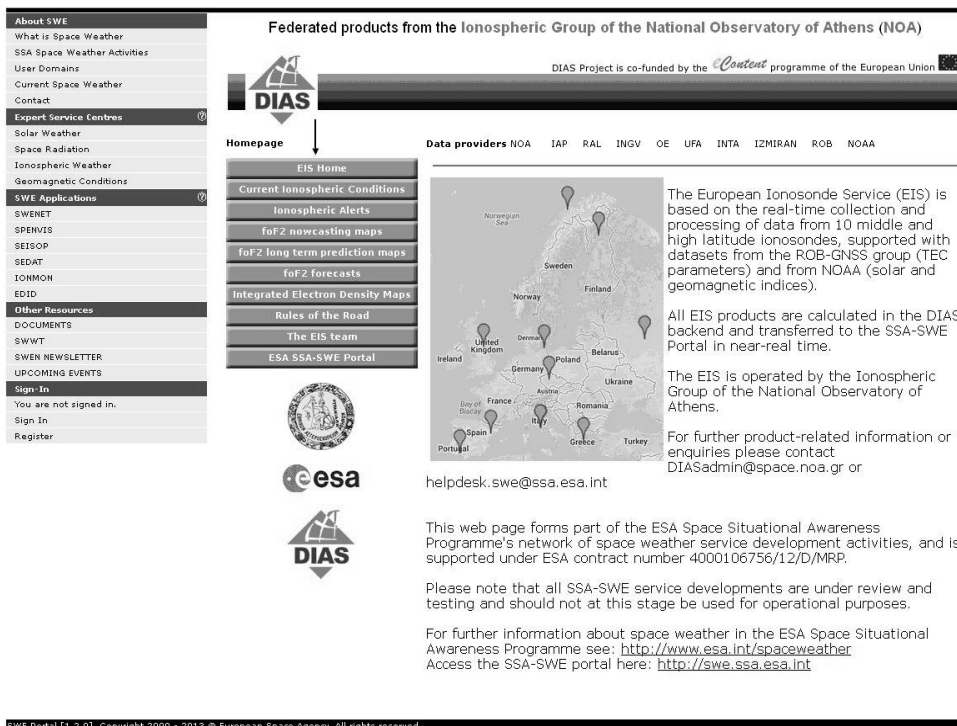 About SWE
What is Space Weather
SSA Space Weather Activities
User Domains
Current Space Weather
Contact
Expert Service Centres
Solar Weather
Space Radiation
Ionospheric Weather
Geomagnetic Conditions
SWE Applications
SWENET
SPENVIS
SEISOP
SEDAT
IONMON
EDID
Other Resources
DOCUMENTS
SWWT
SWEN NEWSLETTER
UPCOMING EVENTS
Sign-In
You are not signed in.
Sign In
Register
Federated products from the Ionospheric Group of the National Observatory of Athens (NOA)
DIAS
DIAS Project is co-funded by the eContent programme of the European Union
Homepage
EIS Home
Current Ionospheric Conditions
Ionospheric Alerts
foF2 nowcasting maps
foF2 long term prediction maps
foF2 forecasts
Integrated Electron Density Maps
Rules of the Road
The EIS team
ESA SSA-SWE Portal
esa
DIAS
Data providers NOA IAP RAL INGV OE UFA INTA IZMIRAN ROB NOAA
Norwegian
Sea
Sweden
Finland
Norway
United
Kingdom
Denmark
Ireland
Belarus
Poland
Germany
Ukraine
Austria
France
Bay of
Biscay
Romania
Italy
Spain
Portugal
Greece
Turkey
The European Ionosonde Service (EIS) is
based on the real-time collection and
processing of data from 10 middle and
high latitude ionosondes, supported with
datasets from the ROB-GNSS group (TEC
parameters) and from NOAA (solar and
geomagnetic indices).
All EIS products are calculated in the DIAS
backend and transferred to the SSA-SWE
Portal in near-real time.
The EIS is operated by the Ionospheric
Group of the National Observatory of
Athens.
For further product-related information or
enquiries please contact
DIASadmin@space.noa.gr or
helpdesk.swe@ssa.esa.int
This web page forms part of the ESA Space Situational Awareness
Programme's network of space weather service development activities, and is
supported under ESA contract number 4000106756/12/D/MRP.
Please note that all SSA-SWE service developments are under review and
testing and should not at this stage be used for operational purposes.
For further information about space weather in the ESA Space Situational
Awareness Programme see: http://www.esa.int/spaceweather
Access the SSA-SWE portal here: http://swe.ssa.esa.int
SWE Portal [1.2.0]. Copyright 2000 - 2013 © European Space Agency. All rights reserved.